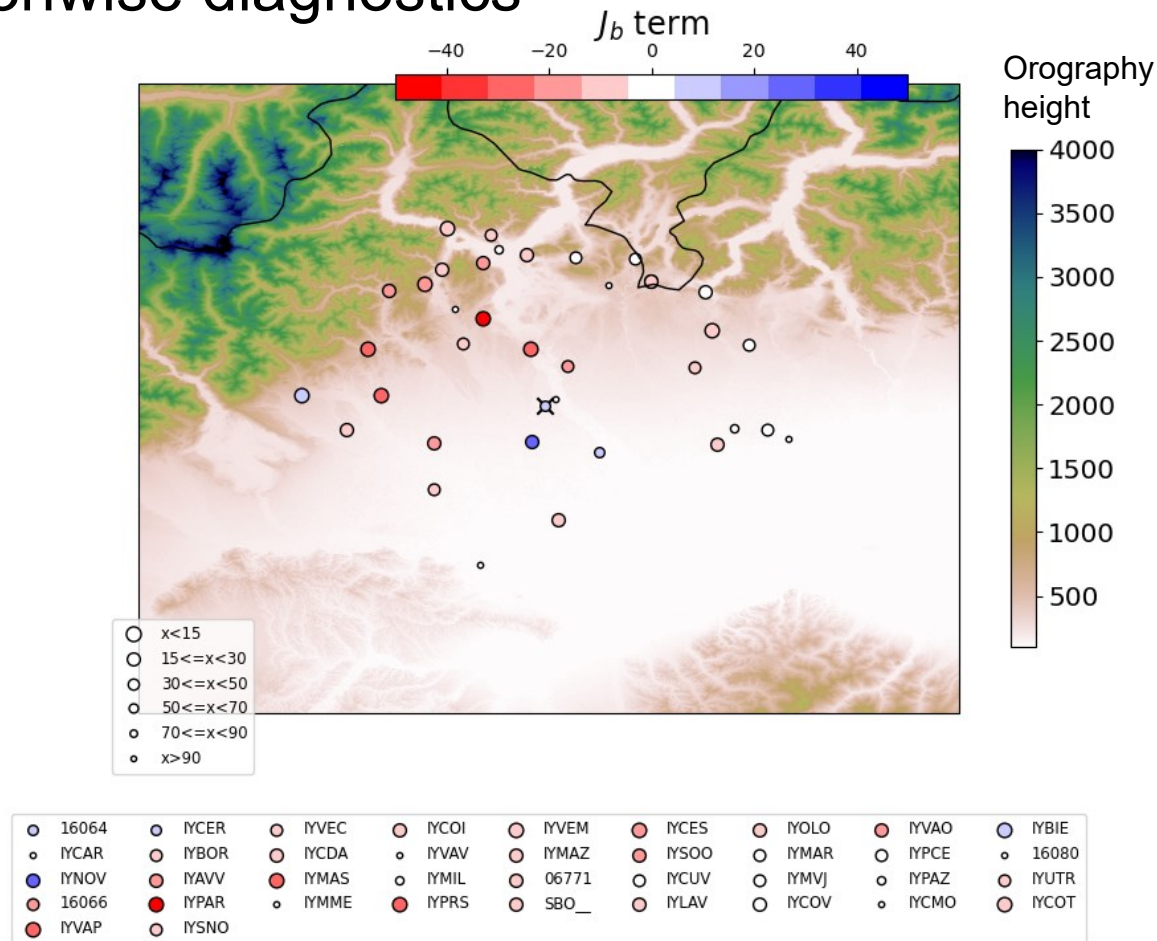 onwise diagnostics
J_b term
−40 −20 0 20 40
Orography
height
4000
3500
3000
2500
2000
1500
1000
500
x<15
15<=x<30
30<=x<50
50<=x<70
70<=x<90
x>90
16064 IYCER IYVEC IYCOI IYVEM IYCES IYOLO IYVAO IYBIE
IYCAR IYBOR IYCDA IYVAV IYMAZ IYSOO IYMAR IYPCE 16080
IYNOV IYAVV IYMAS IYMIL 06771 IYCUV IYMVJ IYPAZ IYUTR
16066 IYPAR IYMME IYPRS SBO__ IYLAV IYCOV IYCMO IYCOT
IYVAP IYSNO